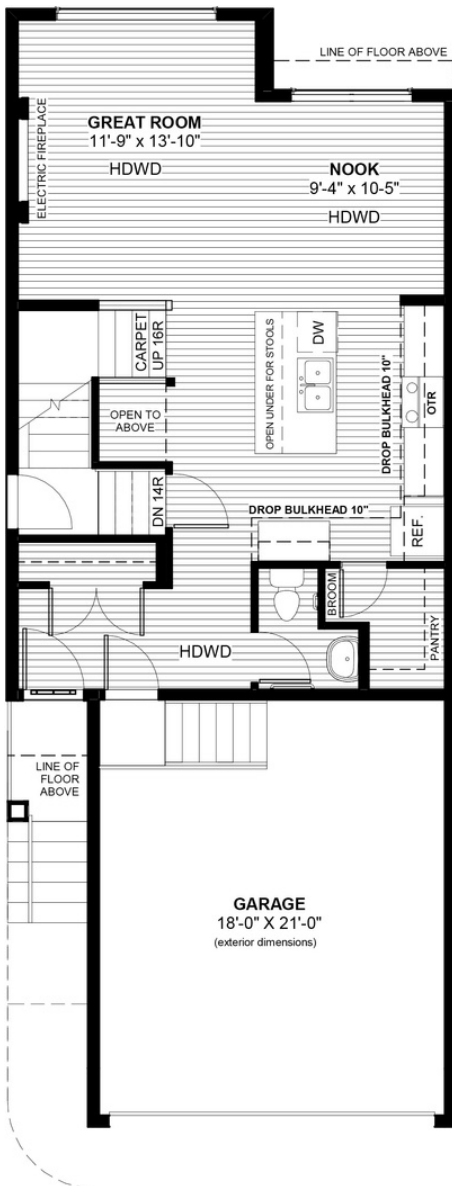 LINE OF FLOOR ABOVE
ELECTRIC FIREPLACE
GREAT ROOM
11'-9" x 13'-10"
HDWD
NOOK
9'-4" x 10-5"
HDWD
CARPET
UP 16R
OPEN UNDER FOR STOOLS
DW
DROP BULKHEAD 10"
OTR
OPEN TO
ABOVE
DN 14R
DROP BULKHEAD 10"
REF.
BROOM
PANTRY
HDWD
LINE OF
FLOOR
ABOVE
GARAGE
18'-0" X 21'-0"
(exterior dimensions)